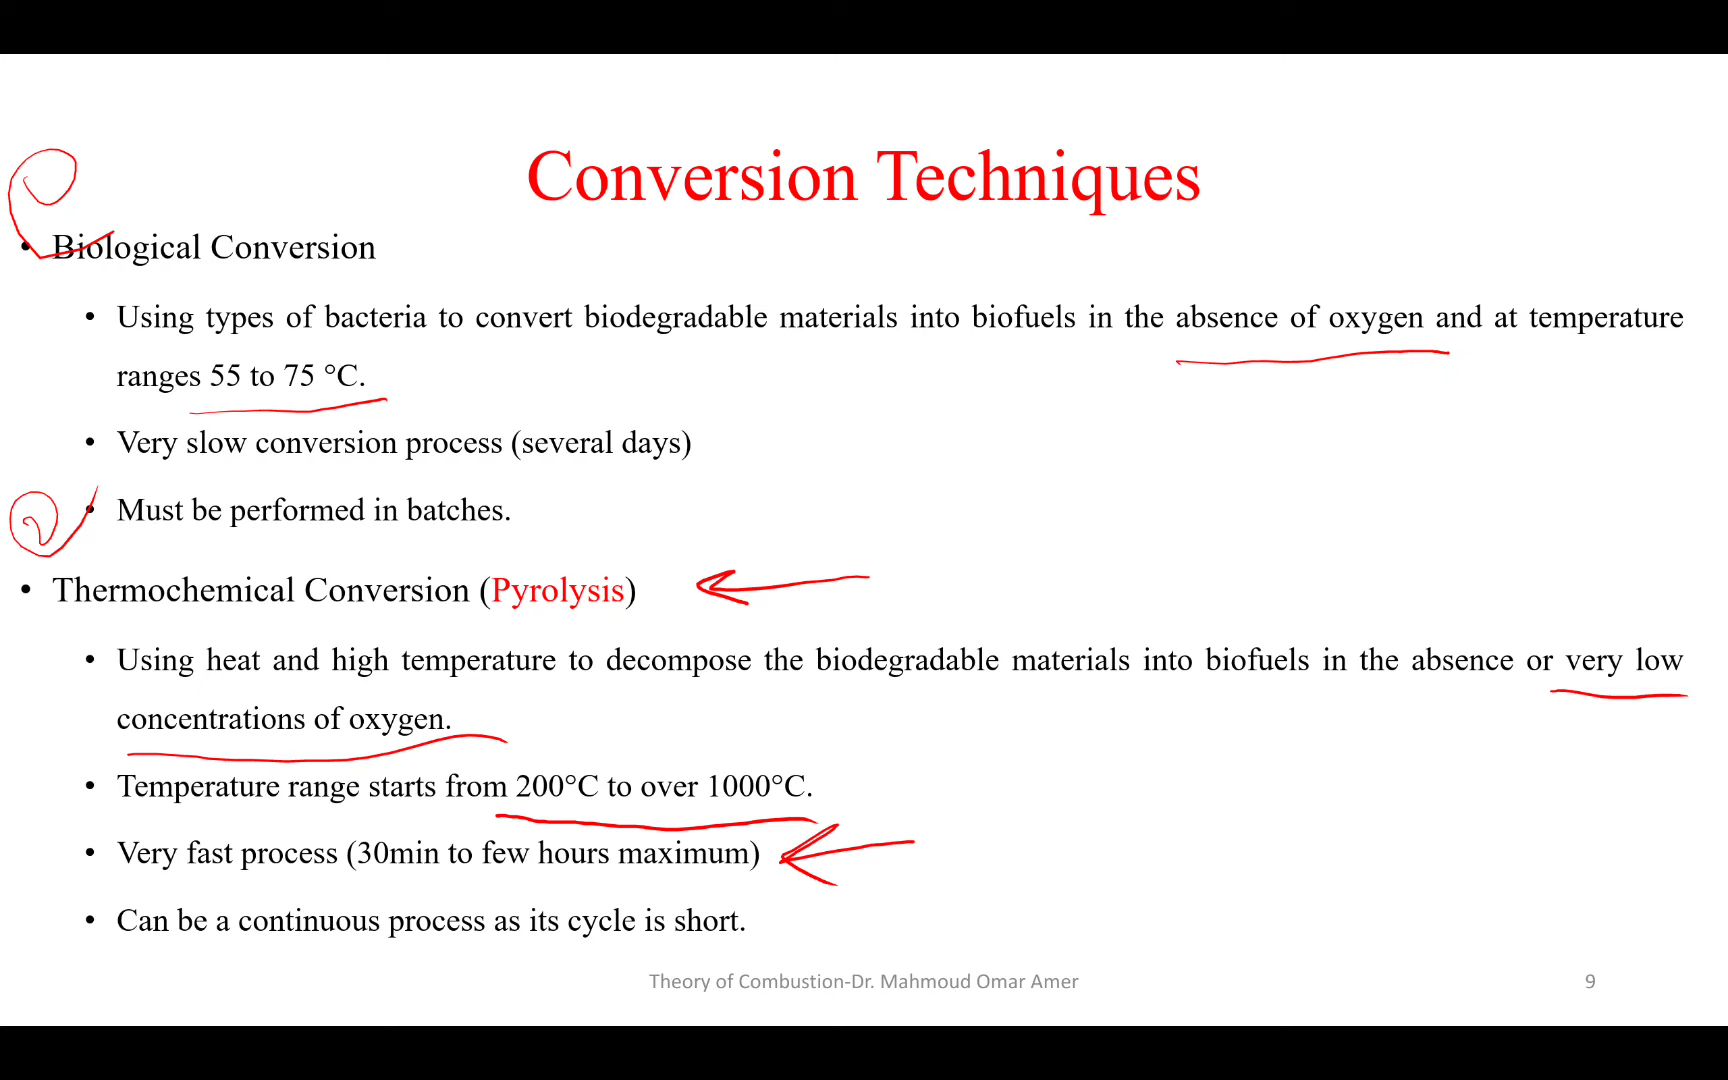 Conversion Techniques
• Biological Conversion
• Using types of bacteria to convert biodegradable materials into biofuels in the absence of oxygen and at temperature
ranges 55 to 75 °C.
• Very slow conversion process (several days)
• Must be performed in batches.
• Thermochemical Conversion (Pyrolysis)
• Using heat and high temperature to decompose the biodegradable materials into biofuels in the absence or very low
concentrations of oxygen.
• Temperature range starts from 200°C to over 1000°C.
• Very fast process (30min to few hours maximum)
• Can be a continuous process as its cycle is short.
Theory of Combustion-Dr. Mahmoud Omar Amer
9